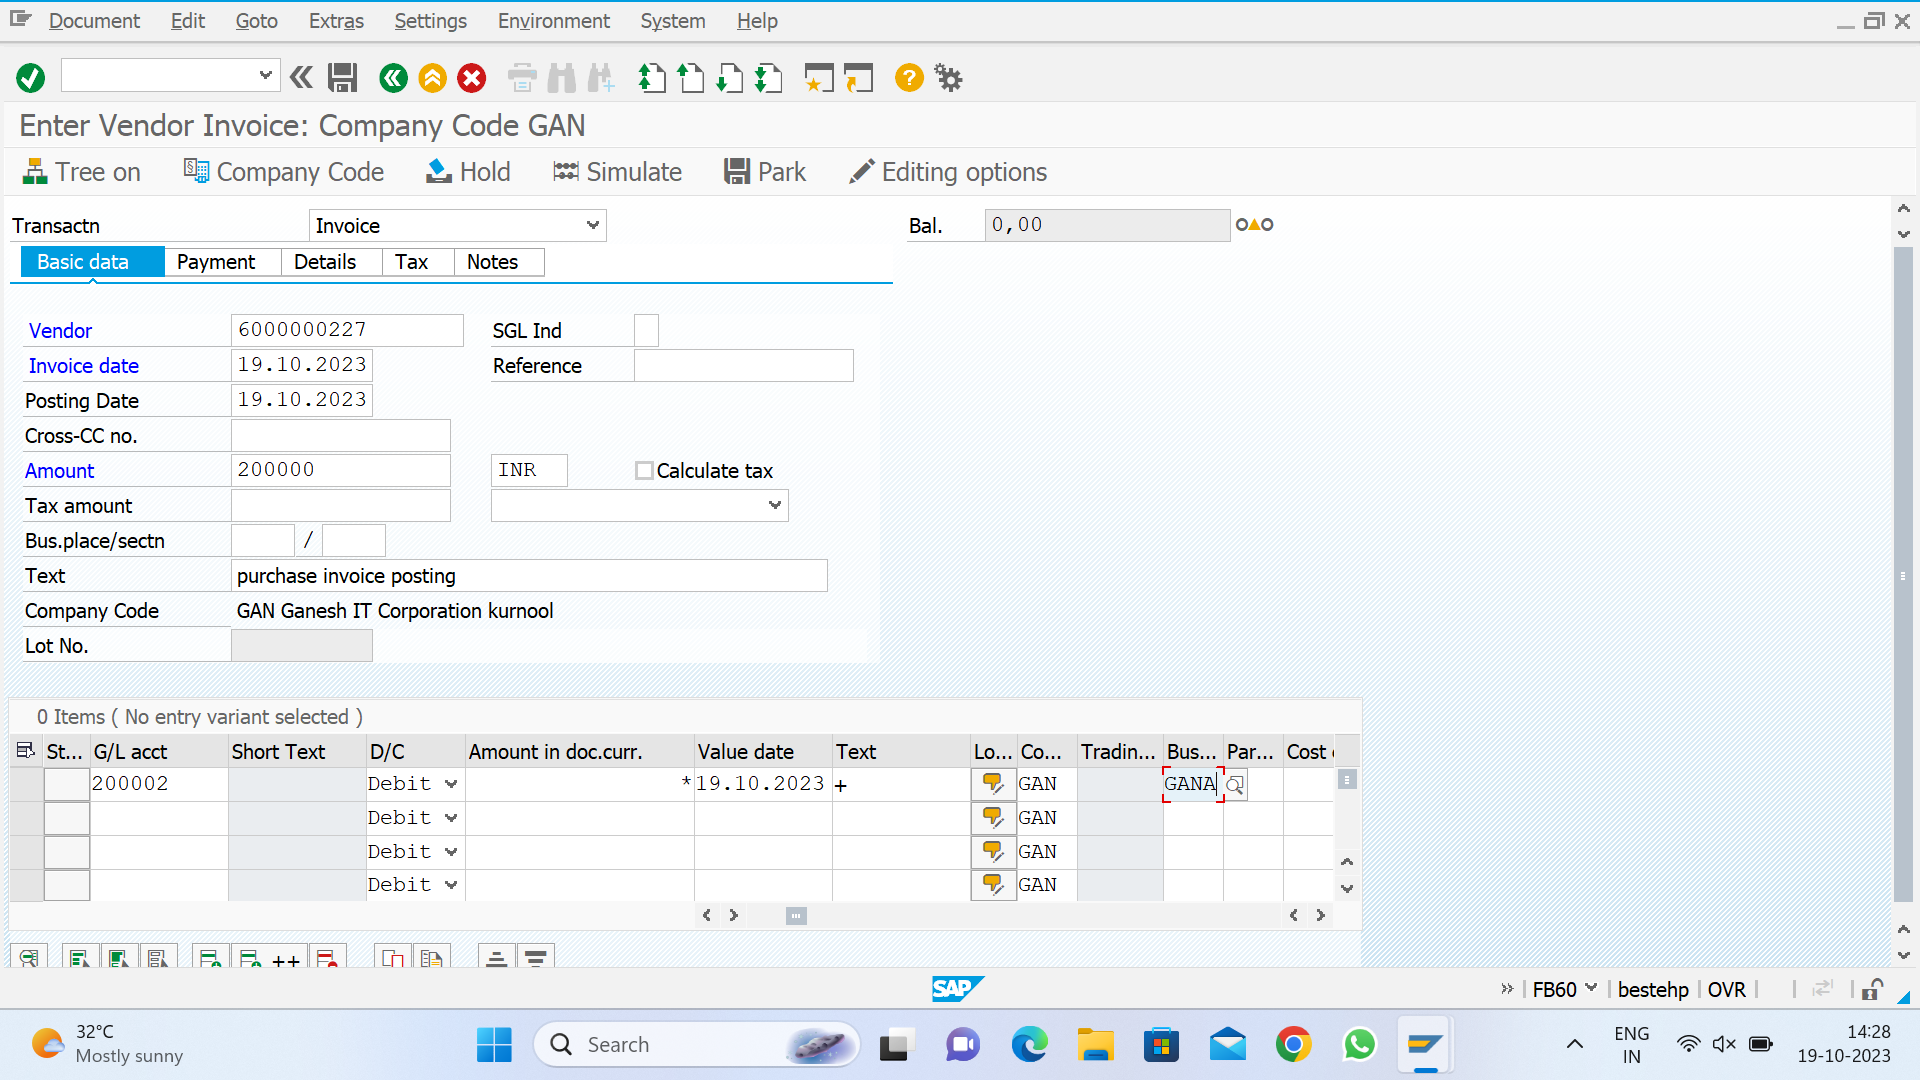 Document Edit Goto Extras Settings Environment System Help
Enter Vendor Invoice: Company Code GAN
Tree on Company Code Hold Simulate Park Editing options
Transactn Invoice Bal. 0,00
Basic data Payment Details Tax Notes
Vendor 6000000227 SGL Ind
Invoice date 19.10.2023 Reference
Posting Date 19.10.2023
Cross-CC no.
Amount 200000 INR Calculate tax
Tax amount
Bus.place/sectn /
Text purchase invoice posting
Company Code GAN Ganesh IT Corporation kurnool
Lot No.
0 Items ( No entry variant selected )
St... G/L acct Short Text D/C Amount in doc.curr. Value date Text Lo... Co... Tradin... Bus... Par... Cost
200002 Debit *19.10.2023 + GAN GANA
Debit GAN
Debit GAN
Debit GAN
++
SAP FB60 bestehp OVR
32°C
Mostly sunny
Search
ENG
IN
14:28
19-10-2023